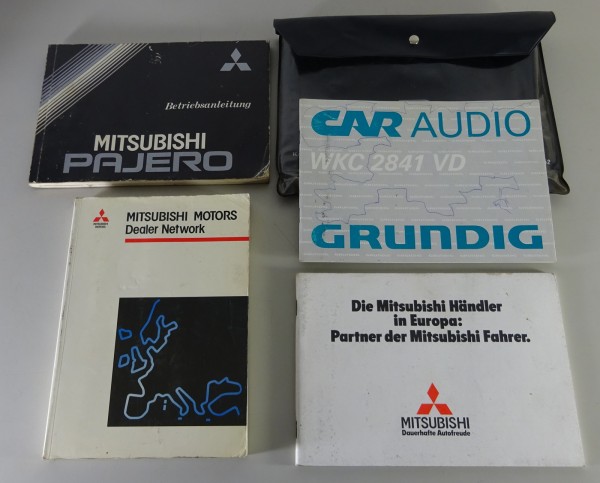 Betriebsanleitung
MITSUBISHI
PAJERO
CAR AUDIO
WKC 2841 VD
GRUNDIG
MITSUBISHI MOTORS
Dealer Network
Die Mitsubishi Händler
in Europa:
Partner der Mitsubishi Fahrer.
MITSUBISHI
Dauerhafte Autofreude